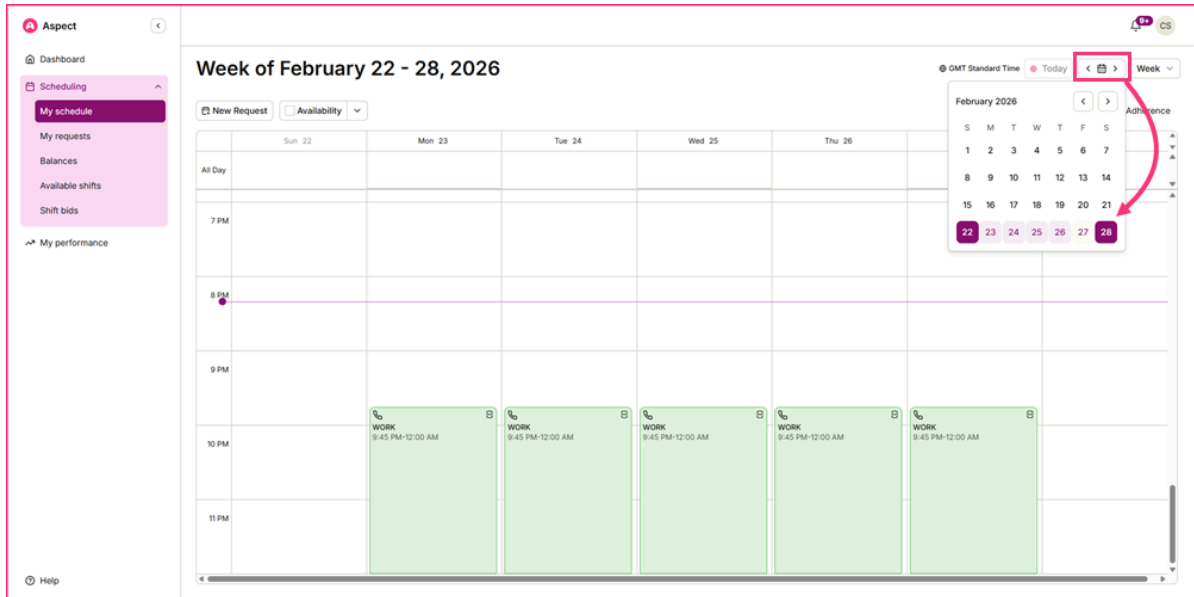 Aspect
9+
CS
Dashboard
Scheduling
My schedule
My requests
Balances
Available shifts
Shift bids
My performance
Help
Week of February 22 - 28, 2026
GMT Standard Time
Today
Week
New Request
Availability
Adherence
February 2026
S M T W T F S
1 2 3 4 5 6 7
8 9 10 11 12 13 14
15 16 17 18 19 20 21
22 23 24 25 26 27 28
Sun 22 Mon 23 Tue 24 Wed 25 Thu 26
All Day
7 PM
8 PM
9 PM
WORK WORK WORK WORK WORK
9:45 PM-12:00 AM 9:45 PM-12:00 AM 9:45 PM-12:00 AM 9:45 PM-12:00 AM 9:45 PM-12:00 AM
10 PM
11 PM